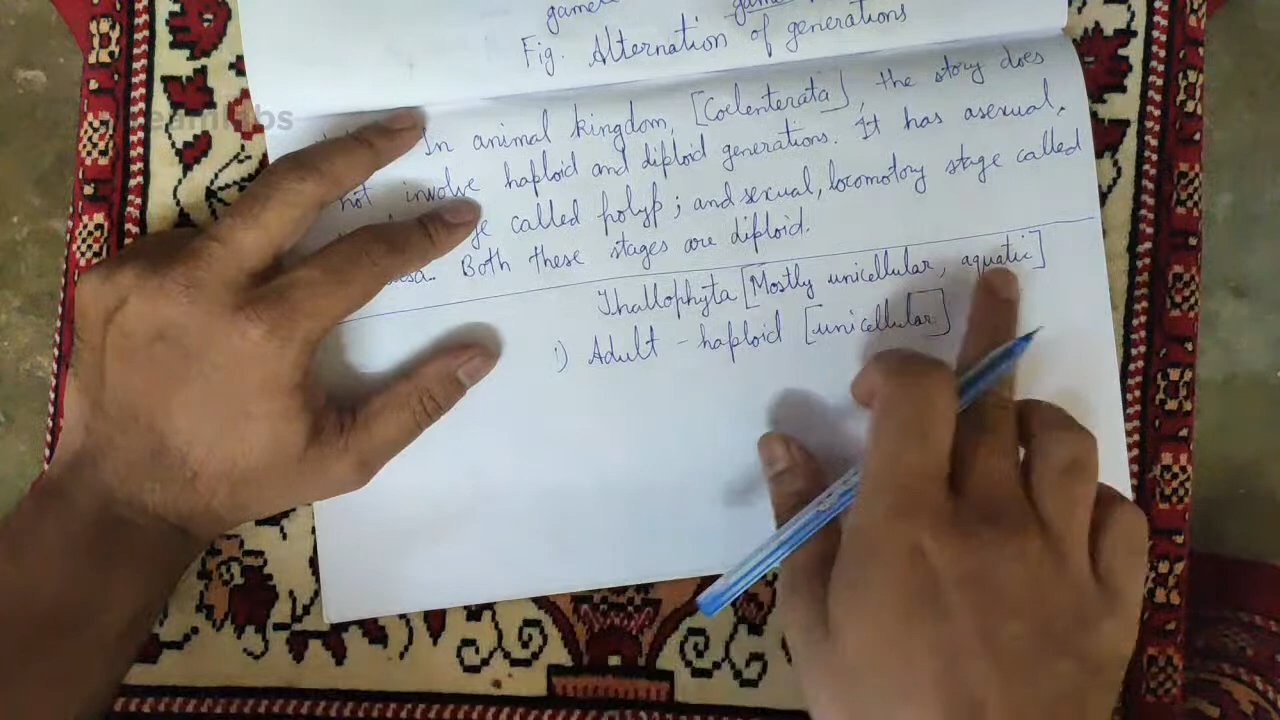 game
Fig. Alternation of generations
In animal kingdom, [Coelenterata], the story does
not involve haploid and diploid generations. It has asexual,
called polyp; and sexual, locomotory stage called
Both these stages are diploid.
Thallophyta [Mostly unicellular, aquatic]
i) Adult - haploid [unicellular]